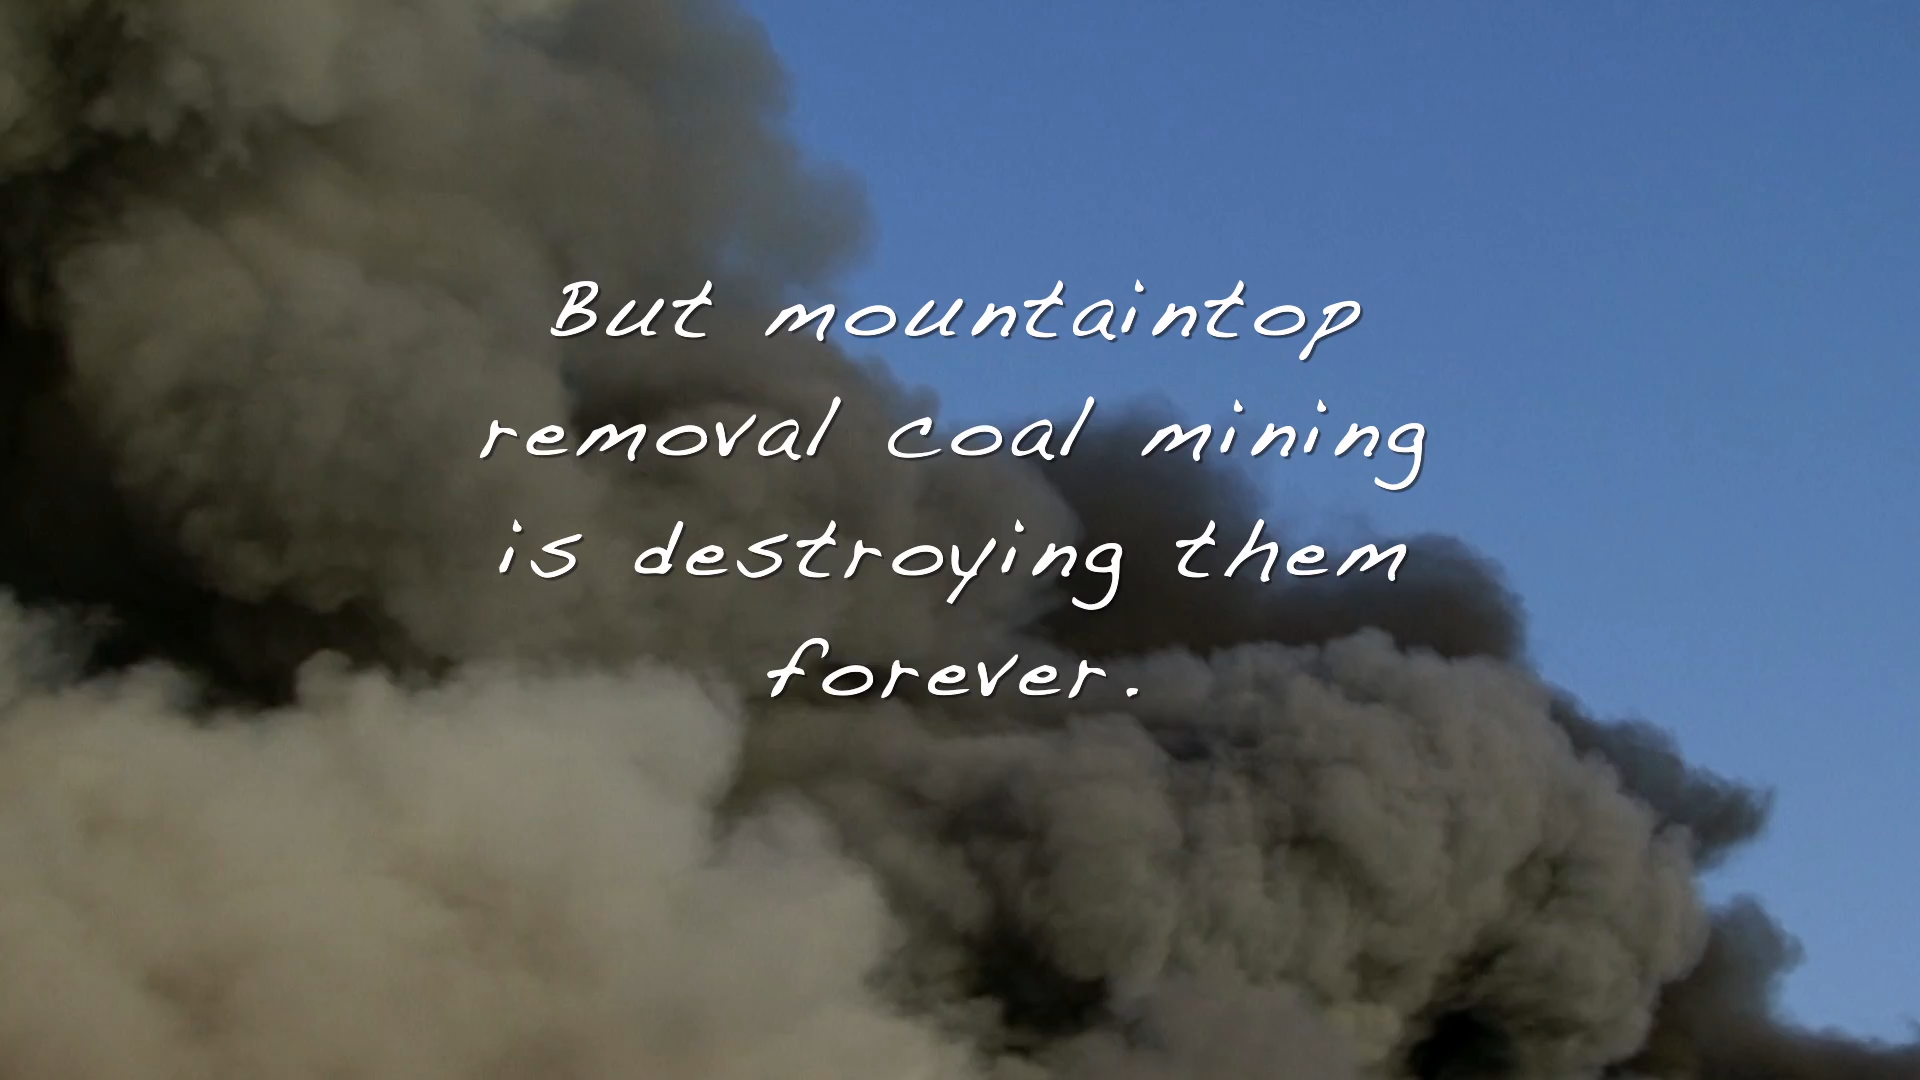 But mountaintop
removal coal mining
is destroying them
forever.